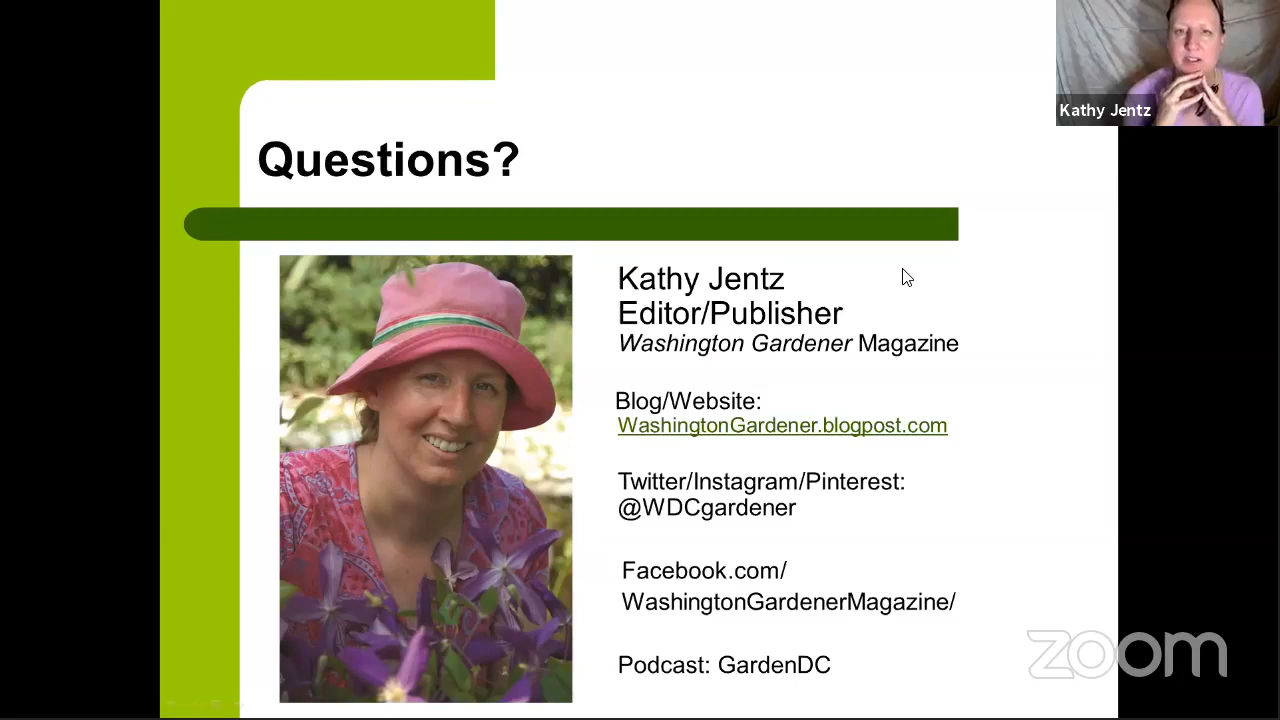 Kathy Jentz
Questions?
Kathy Jentz
Editor/Publisher
Washington Gardener Magazine
Blog/Website:
WashingtonGardener.blogpost.com
Twitter/Instagram/Pinterest:
@WDCgardener
Facebook.com/
WashingtonGardenerMagazine/
Podcast: GardenDC
zoom